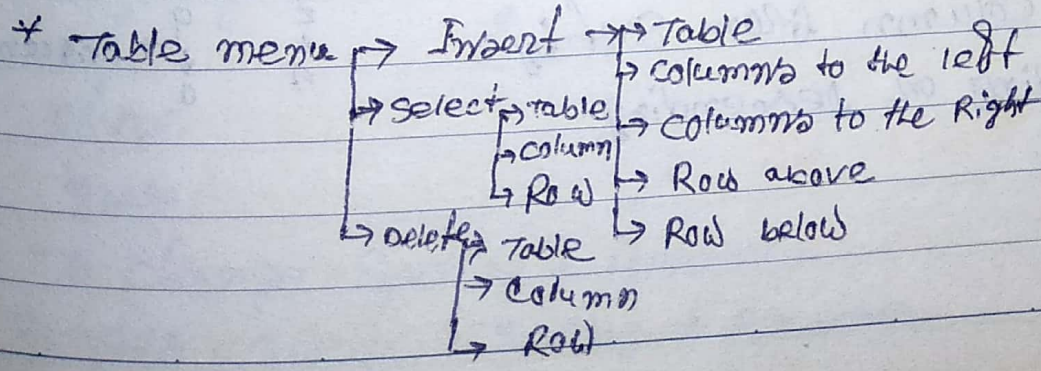 * Table menu → Insert → Table
→ columns to the left
→ select → table → columns to the Right
→ column
→ Row → Row above
→ Delete → Table → Row below
→ Column
→ Row